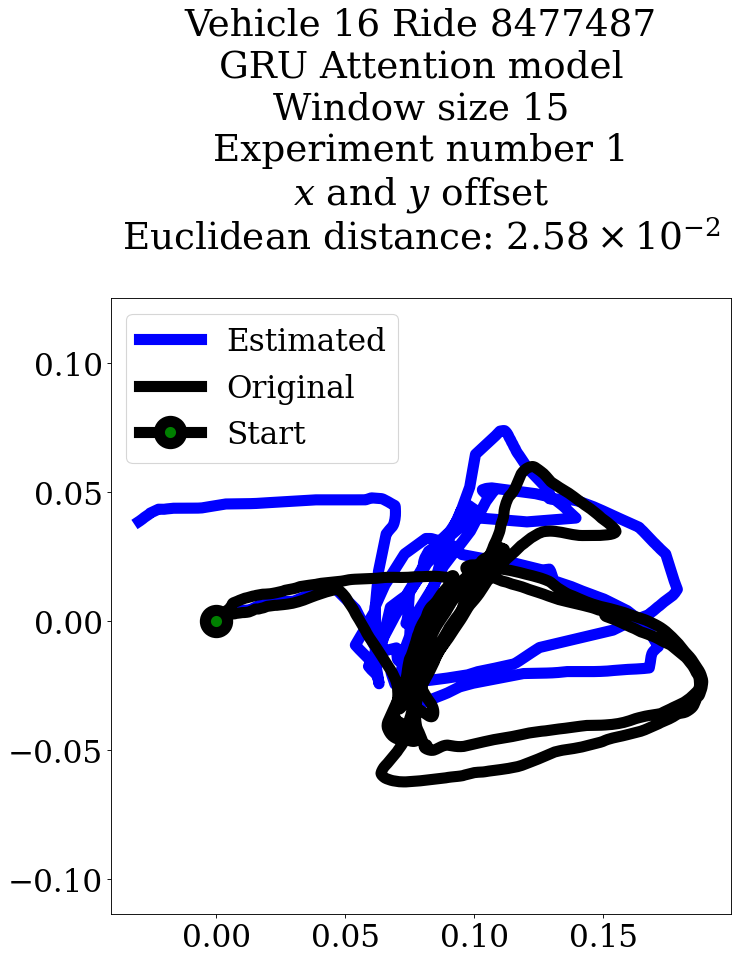 Vehicle 16 Ride 8477487
GRU Attention model
Window size 15
Experiment number 1
x and y offset
Euclidean distance: 2.58 × 10⁻²
Estimated
Original
Start
0.10
0.05
0.00
−0.05
−0.10
0.00 0.05 0.10 0.15